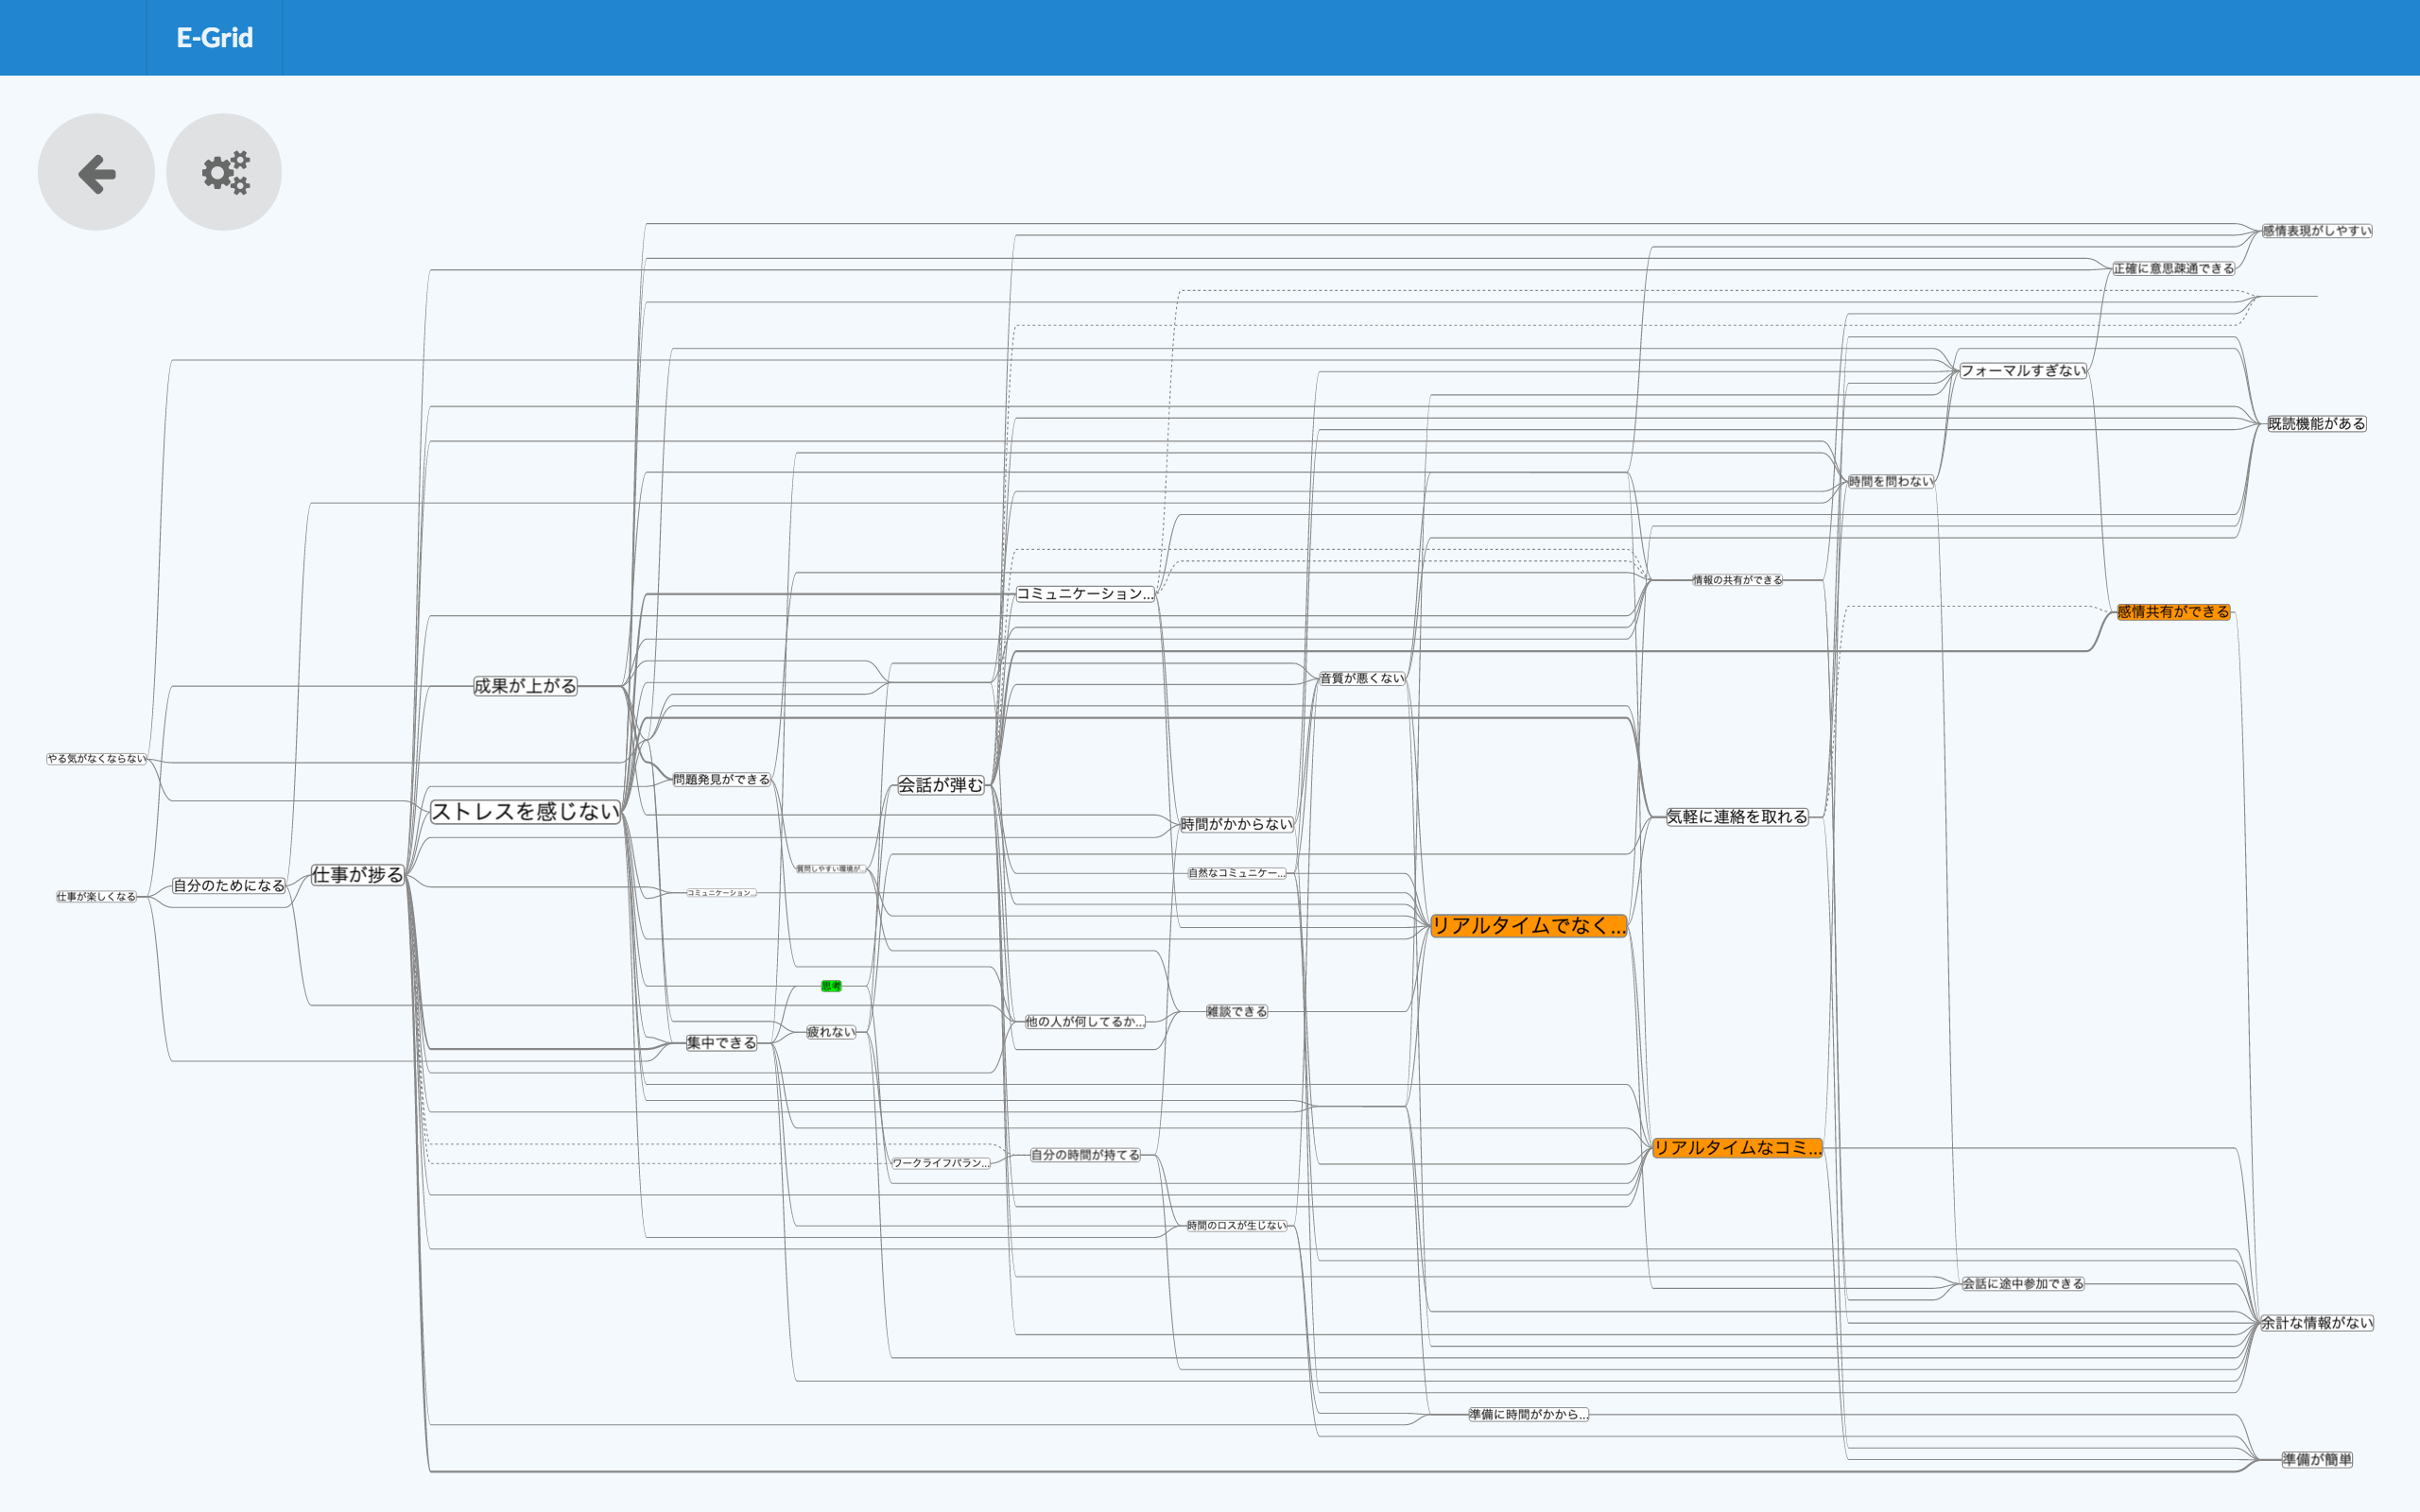 E-Grid
感情表現がしやすい
正確に意思疎通できる
フォーマルすぎない
既読機能がある
時間を問わない
情報の共有ができる
コミュニケーション...
感情共有ができる
音質が悪くない
成果が上がる
やる気がなくならない
問題発見ができる
会話が弾む
ストレスを感じない
気軽に連絡を取れる
時間がかからない
質問しやすい環境が...
自然なコミュニケー...
仕事が捗る
自分のためになる
コミュニケーション...
仕事が楽しくなる
リアルタイムでなく...
思考
雑談できる
他の人が何してるか...
疲れない
集中できる
リアルタイムなコミ...
自分の時間が持てる
ワークライフバラン...
時間のロスが生じない
会話に途中参加できる
余計な情報がない
準備に時間がかから...
準備が簡単